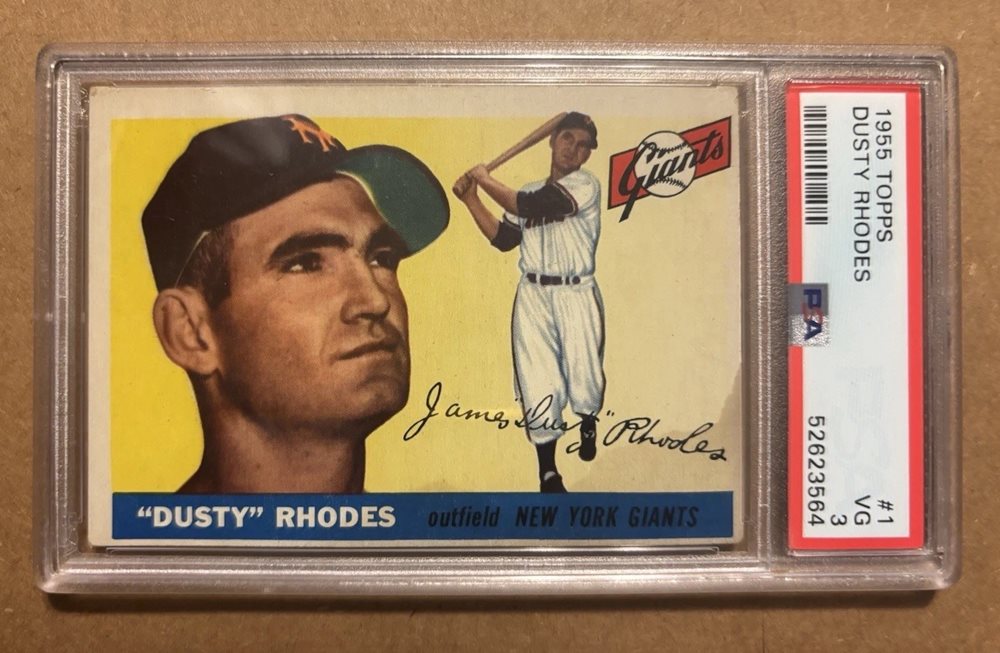 NY
Giants
James "Dusty" Rhodes
"DUSTY" RHODES outfield NEW YORK GIANTS
1955 TOPPS #1
DUSTY RHODES VG 3
PSA 52623564